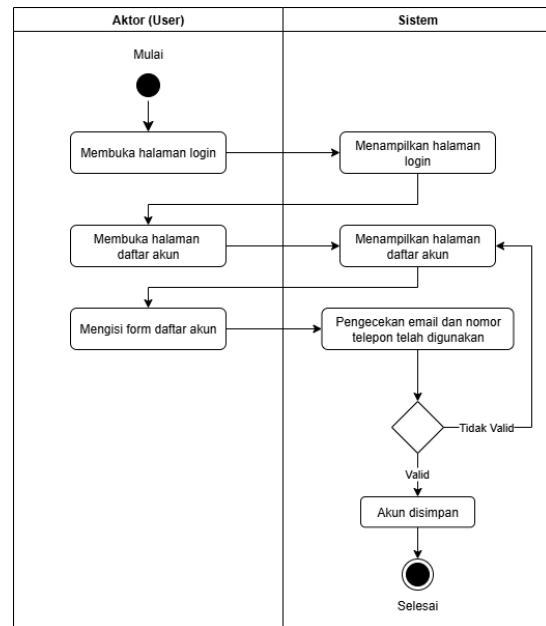 Aktor (User)
Sistem
Mulai
Membuka halaman login
Menampilkan halaman
login
Membuka halaman
daftar akun
Menampilkan halaman
daftar akun
Mengisi form daftar akun
Pengecekan email dan nomor
telepon telah digunakan
Tidak Valid
Valid
Akun disimpan
Selesai